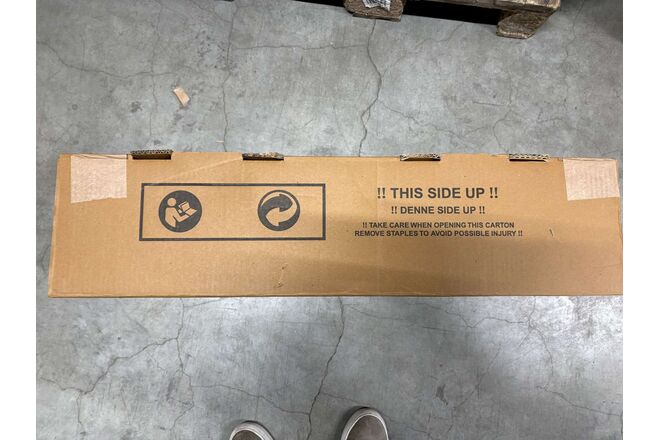 !! THIS SIDE UP !!
!! DENNE SIDE UP !!
!! TAKE CARE WHEN OPENING THIS CARTON
REMOVE STAPLES TO AVOID POSSIBLE INJURY !!